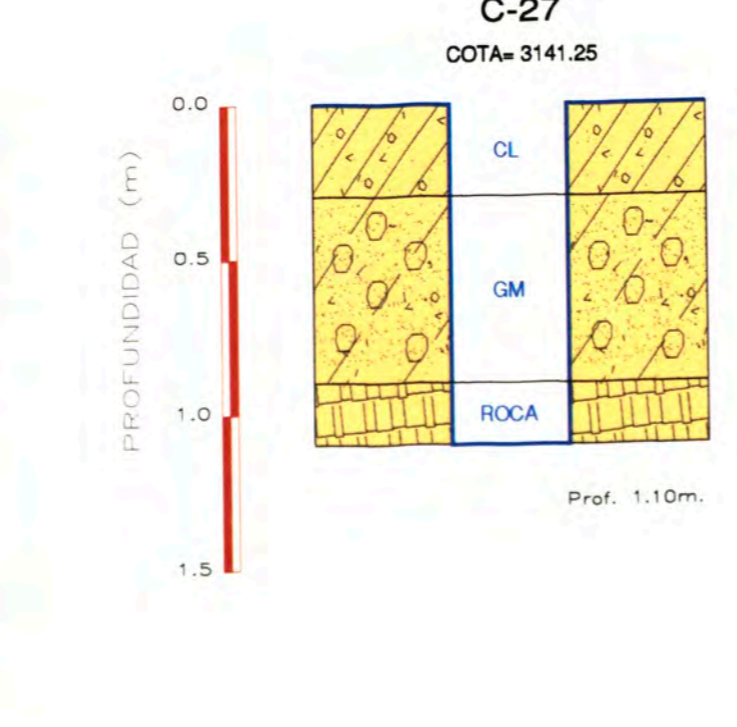 C-27
COTA= 3141.25
0.0
CL
PROFUNDIDAD (m)
0.5
GM
1.0
ROCA
Prof. 1.10m.
1.5